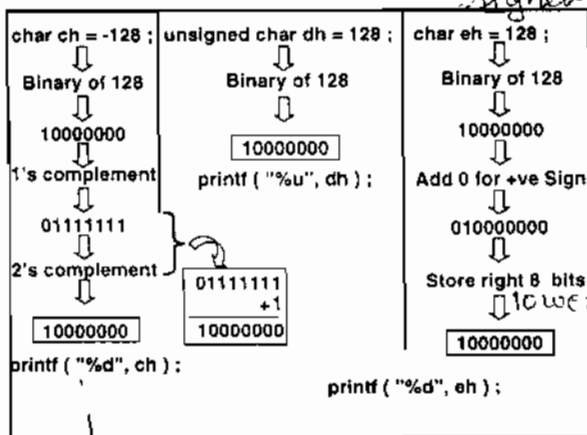 signed
char ch = -128 ;
Binary of 128
10000000
1's complement
01111111
2's complement
10000000
printf ( "%d", ch ) ;
01111111
+1
10000000
unsigned char dh = 128 ;
Binary of 128
10000000
printf ( "%u", dh ) ;
char eh = 128 ;
Binary of 128
10000000
Add 0 for +ve Sign
010000000
Store right 8 bits
lowe
10000000
printf ( "%d", eh ) ;